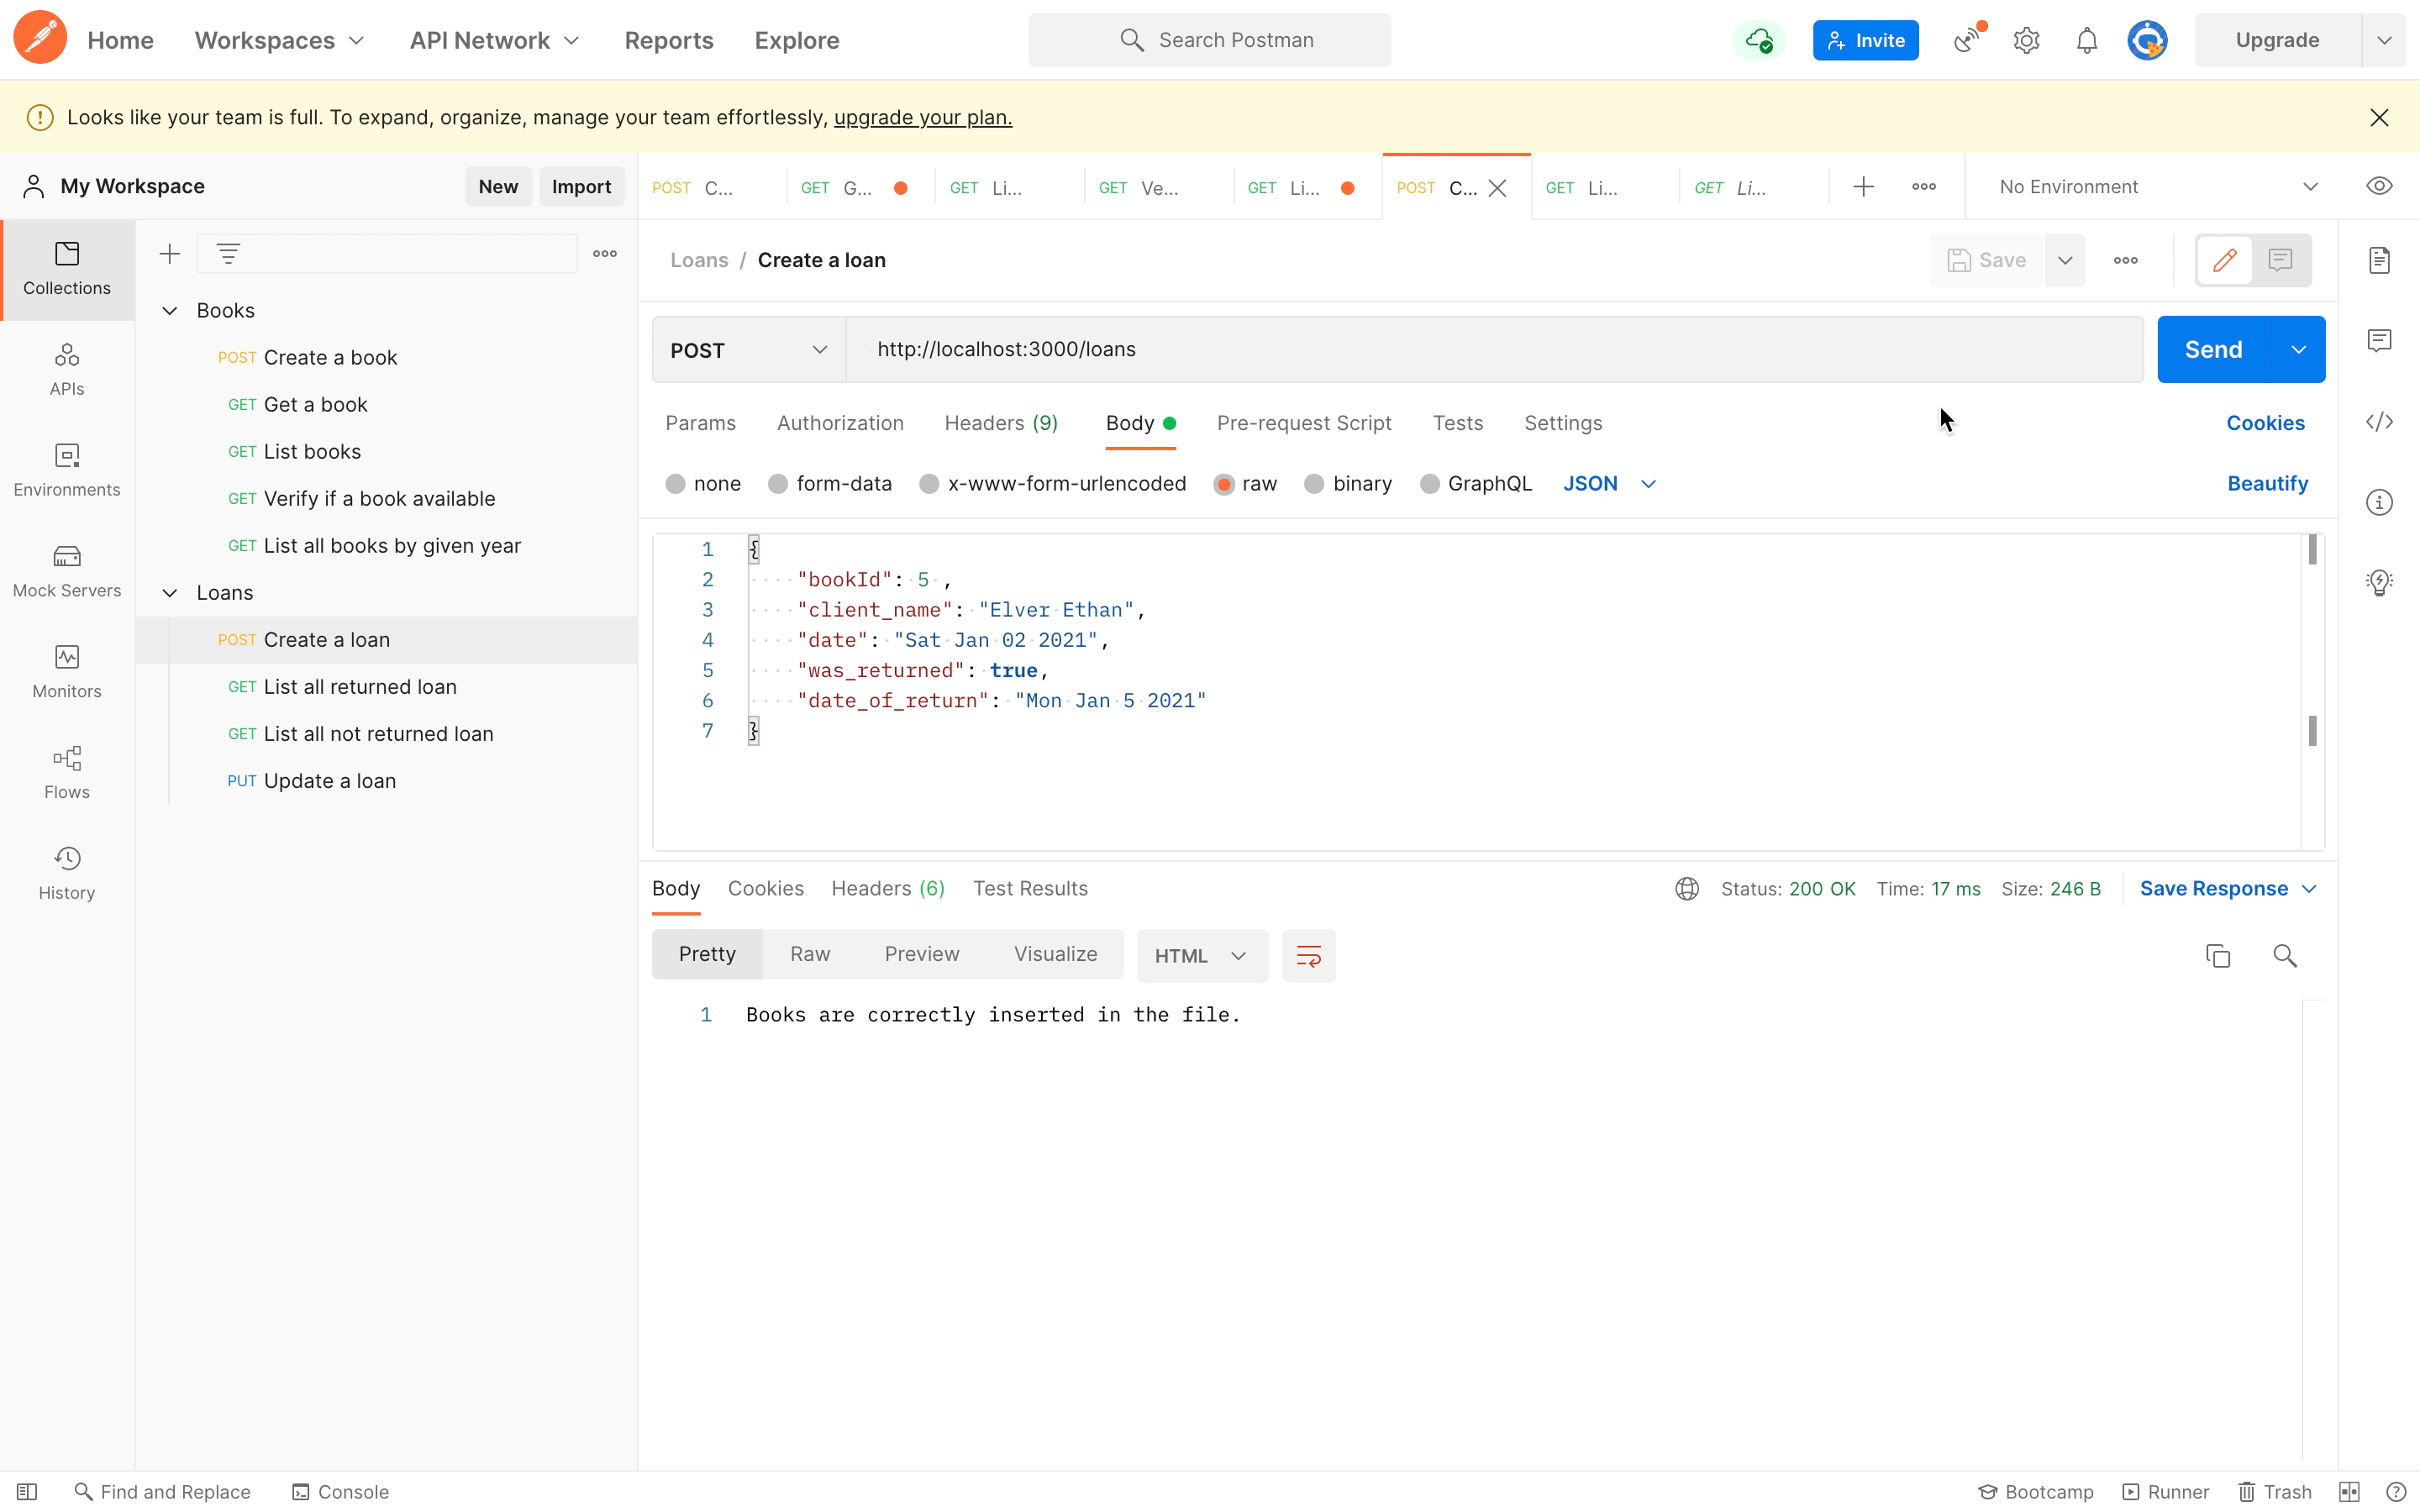 Home Workspaces API Network Reports Explore Search Postman Invite Upgrade
Looks like your team is full. To expand, organize, manage your team effortlessly, upgrade your plan.
My Workspace New Import
POST C... GET G... GET Li... GET Ve... GET Li... POST C... GET Li... GET Li... No Environment
Collections
APIs
Environments
Mock Servers
Monitors
Flows
History
Books
POST Create a book
GET Get a book
GET List books
GET Verify if a book available
GET List all books by given year
Loans
POST Create a loan
GET List all returned loan
GET List all not returned loan
PUT Update a loan
Loans / Create a loan Save
POST http://localhost:3000/loans Send
Params Authorization Headers (9) Body Pre-request Script Tests Settings Cookies
none form-data x-www-form-urlencoded raw binary GraphQL JSON Beautify
1 {
2 "bookId": 5 ,
3 "client_name": "Elver Ethan",
4 "date": "Sat Jan 02 2021",
5 "was_returned": true,
6 "date_of_return": "Mon Jan 5 2021"
7 }
Body Cookies Headers (6) Test Results Status: 200 OK Time: 17 ms Size: 246 B Save Response
Pretty Raw Preview Visualize HTML
1 Books are correctly inserted in the file.
Find and Replace Console Bootcamp Runner Trash